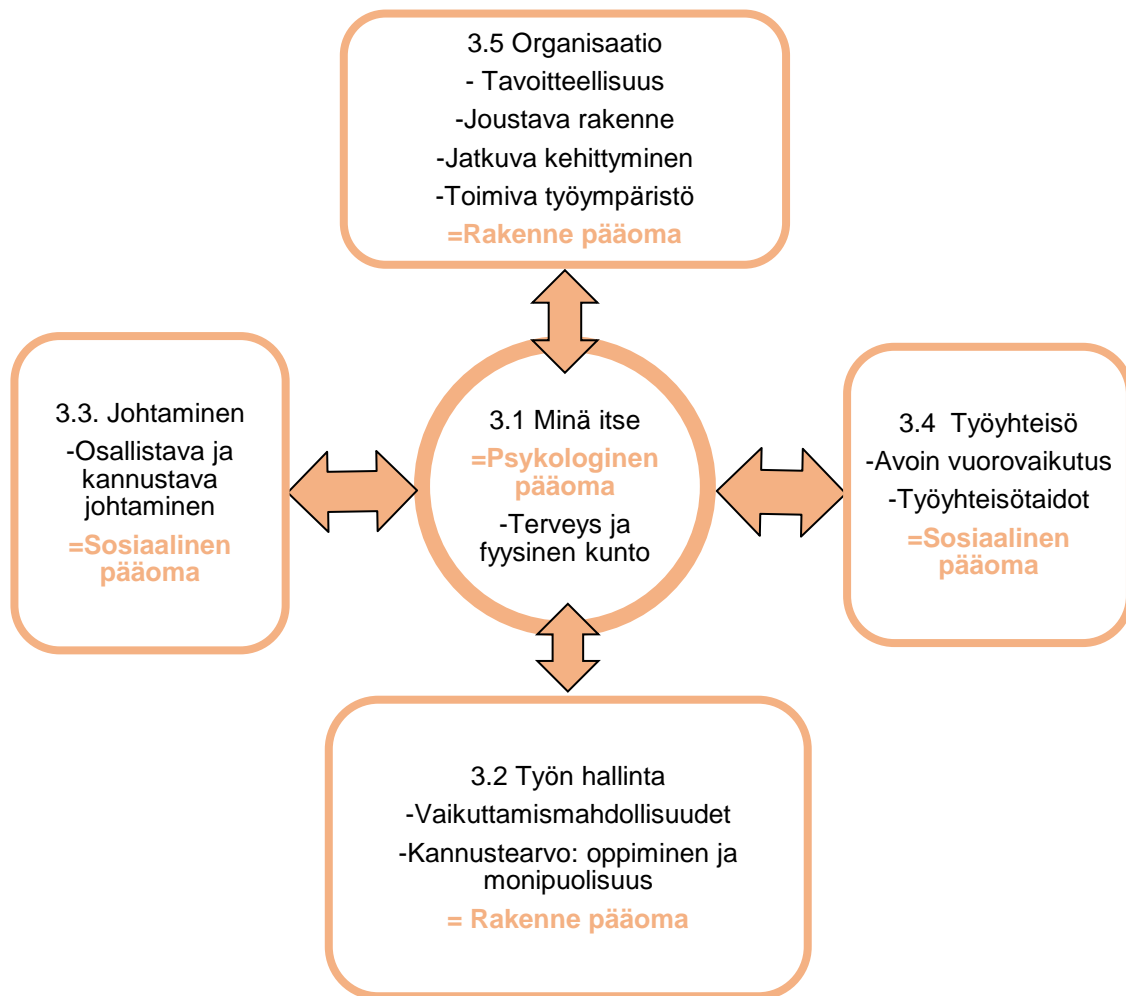 3.5 Organisaatio
- Tavoitteellisuus
-Joustava rakenne
-Jatkuva kehittyminen
-Toimiva työympäristö
=Rakenne pääoma
3.3. Johtaminen
-Osallistava ja
kannustava
johtaminen
=Sosiaalinen
pääoma
3.1 Minä itse
=Psykologinen
pääoma
-Terveys ja
fyysinen kunto
3.4 Työyhteisö
-Avoin vuorovaikutus
-Työyhteisötaidot
=Sosiaalinen
pääoma
3.2 Työn hallinta
-Vaikuttamismahdollisuudet
-Kannustearvo: oppiminen ja
monipuolisuus
= Rakenne pääoma